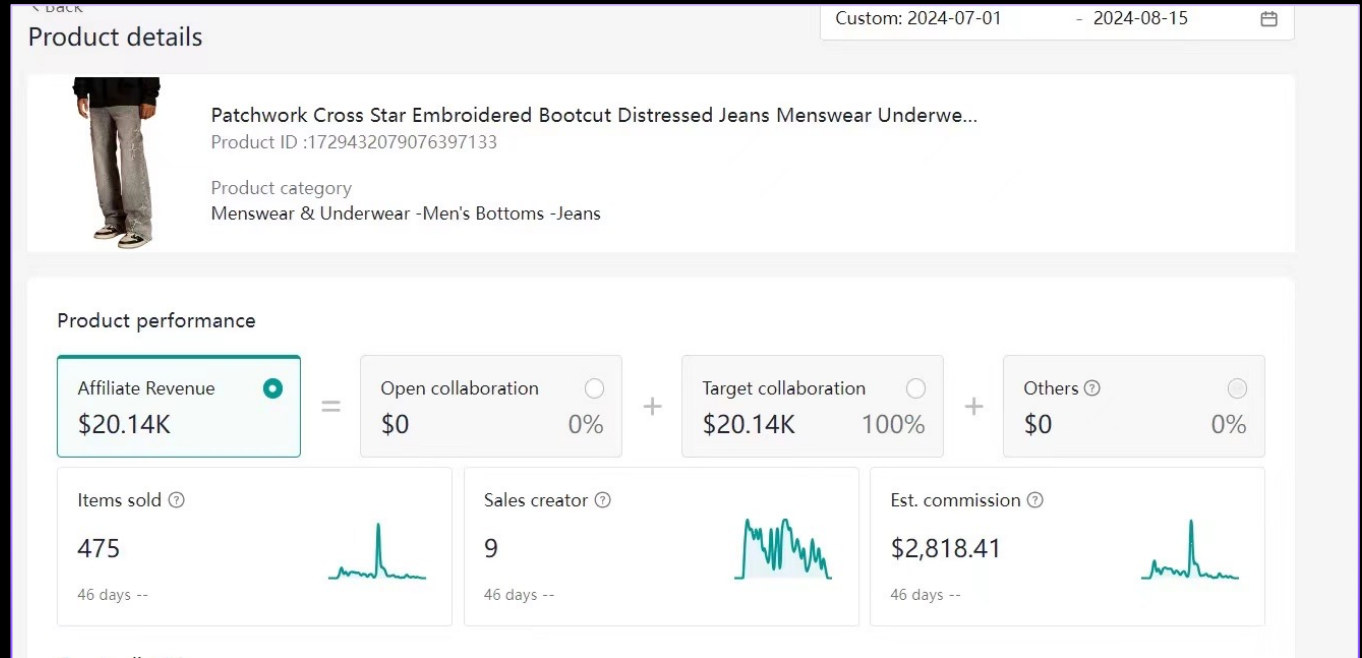 Back
Product details
Custom: 2024-07-01 - 2024-08-15
Patchwork Cross Star Embroidered Bootcut Distressed Jeans Menswear Underwe...
Product ID :1729432079076397133
Product category
Menswear & Underwear -Men's Bottoms -Jeans
Product performance
Affiliate Revenue
$20.14K
=
Open collaboration
$0 0%
+
Target collaboration
$20.14K 100%
+
Others
$0 0%
Items sold
475
46 days --
Sales creator
9
46 days --
Est. commission
$2,818.41
46 days --